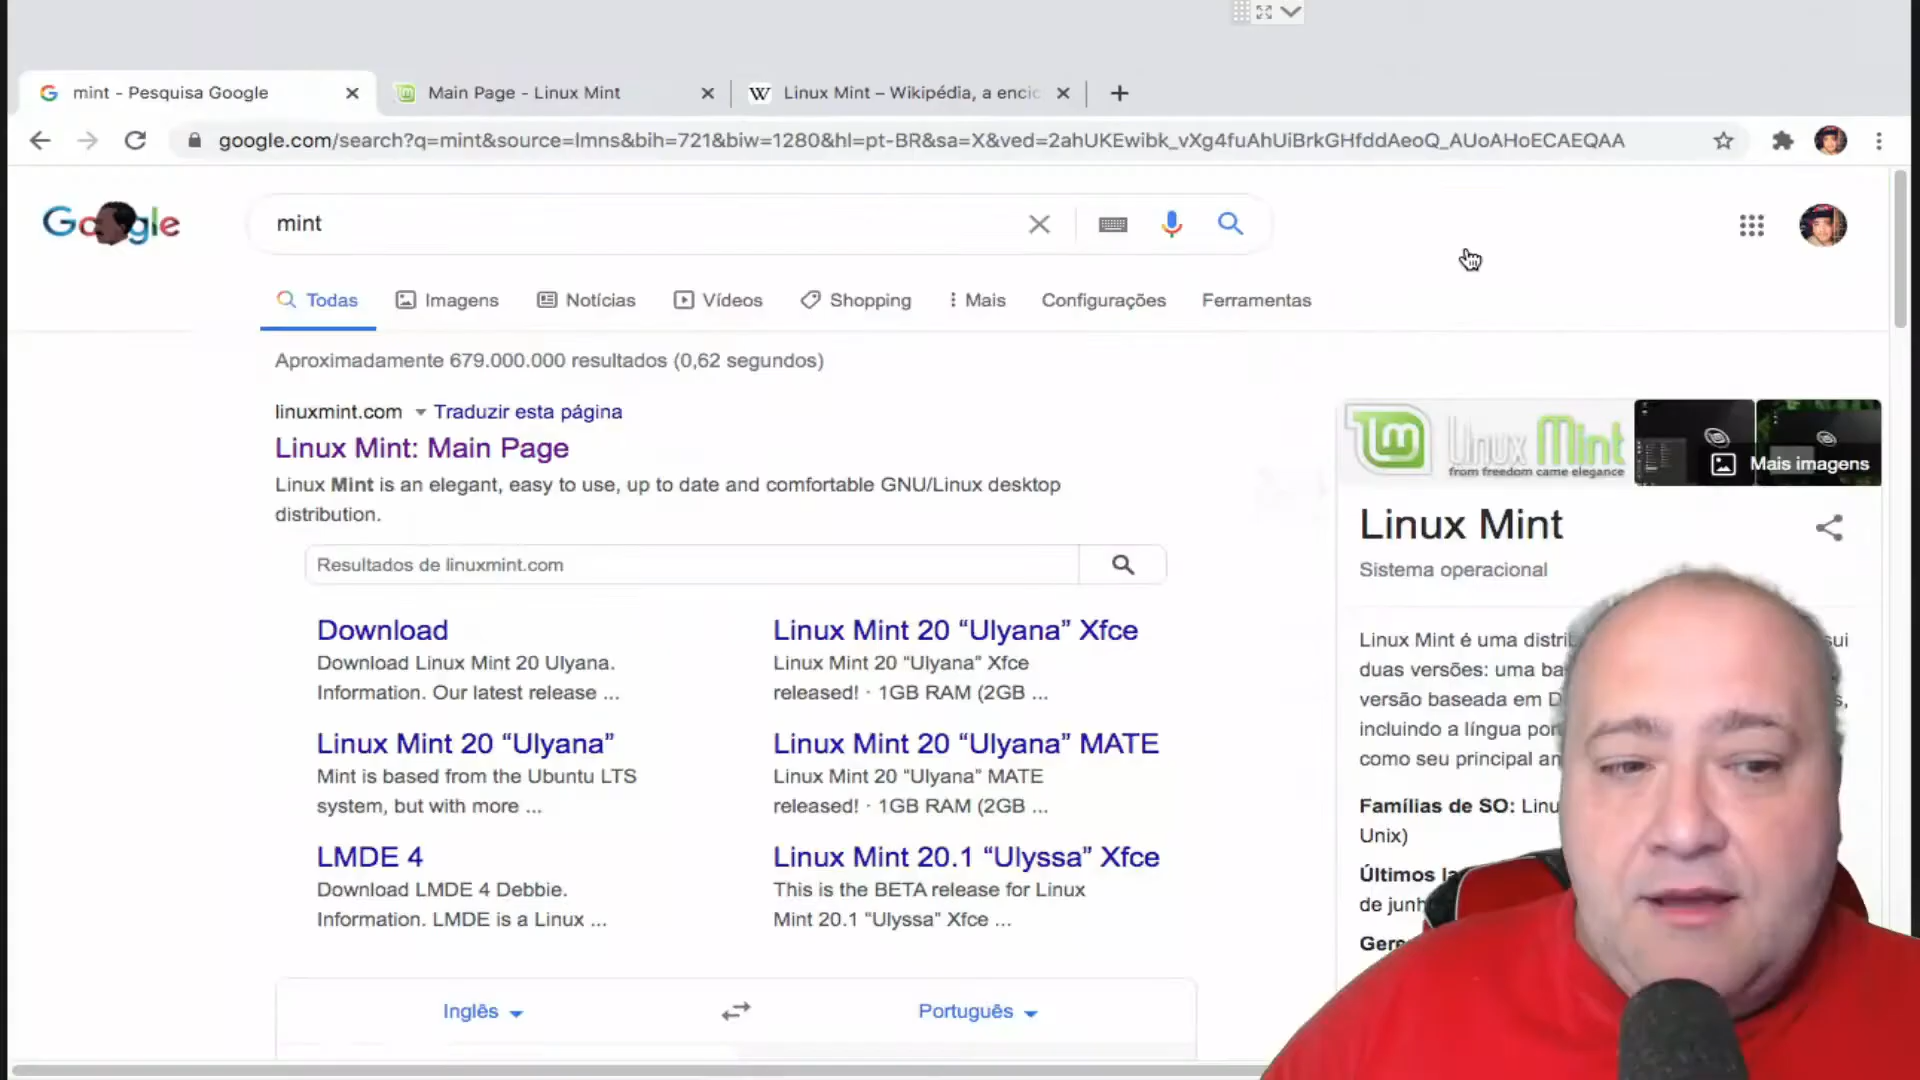 mint - Pesquisa Google
Main Page - Linux Mint
Linux Mint – Wikipédia, a encic
google.com/search?q=mint&source=lmns&bih=721&biw=1280&hl=pt-BR&sa=X&ved=2ahUKEwibk_vXg4fuAhUiBrkGHfddAeoQ_AUoAHoECAEQAA
Google
mint
Todas
Imagens
Notícias
Vídeos
Shopping
Mais
Configurações
Ferramentas
Aproximadamente 679.000.000 resultados (0,62 segundos)
linuxmint.com
Traduzir esta página
Linux Mint: Main Page
Linux Mint is an elegant, easy to use, up to date and comfortable GNU/Linux desktop
distribution.
Resultados de linuxmint.com
Download
Download Linux Mint 20 Ulyana.
Information. Our latest release ...
Linux Mint 20 “Ulyana” Xfce
Linux Mint 20 "Ulyana" Xfce
released! · 1GB RAM (2GB ...
Linux Mint 20 “Ulyana”
Mint is based from the Ubuntu LTS
system, but with more ...
Linux Mint 20 “Ulyana” MATE
Linux Mint 20 "Ulyana" MATE
released! · 1GB RAM (2GB ...
LMDE 4
Download LMDE 4 Debbie.
Information. LMDE is a Linux ...
Linux Mint 20.1 “Ulyssa” Xfce
This is the BETA release for Linux
Mint 20.1 "Ulyssa" Xfce ...
Inglês
Português
Linux Mint
from freedom came elegance
Mais imagens
Linux Mint
Sistema operacional
Linux Mint é uma
duas versões: uma
versão baseada em
incluindo a língua
como seu principal
Famílias de SO:
Unix)
Últimos
de